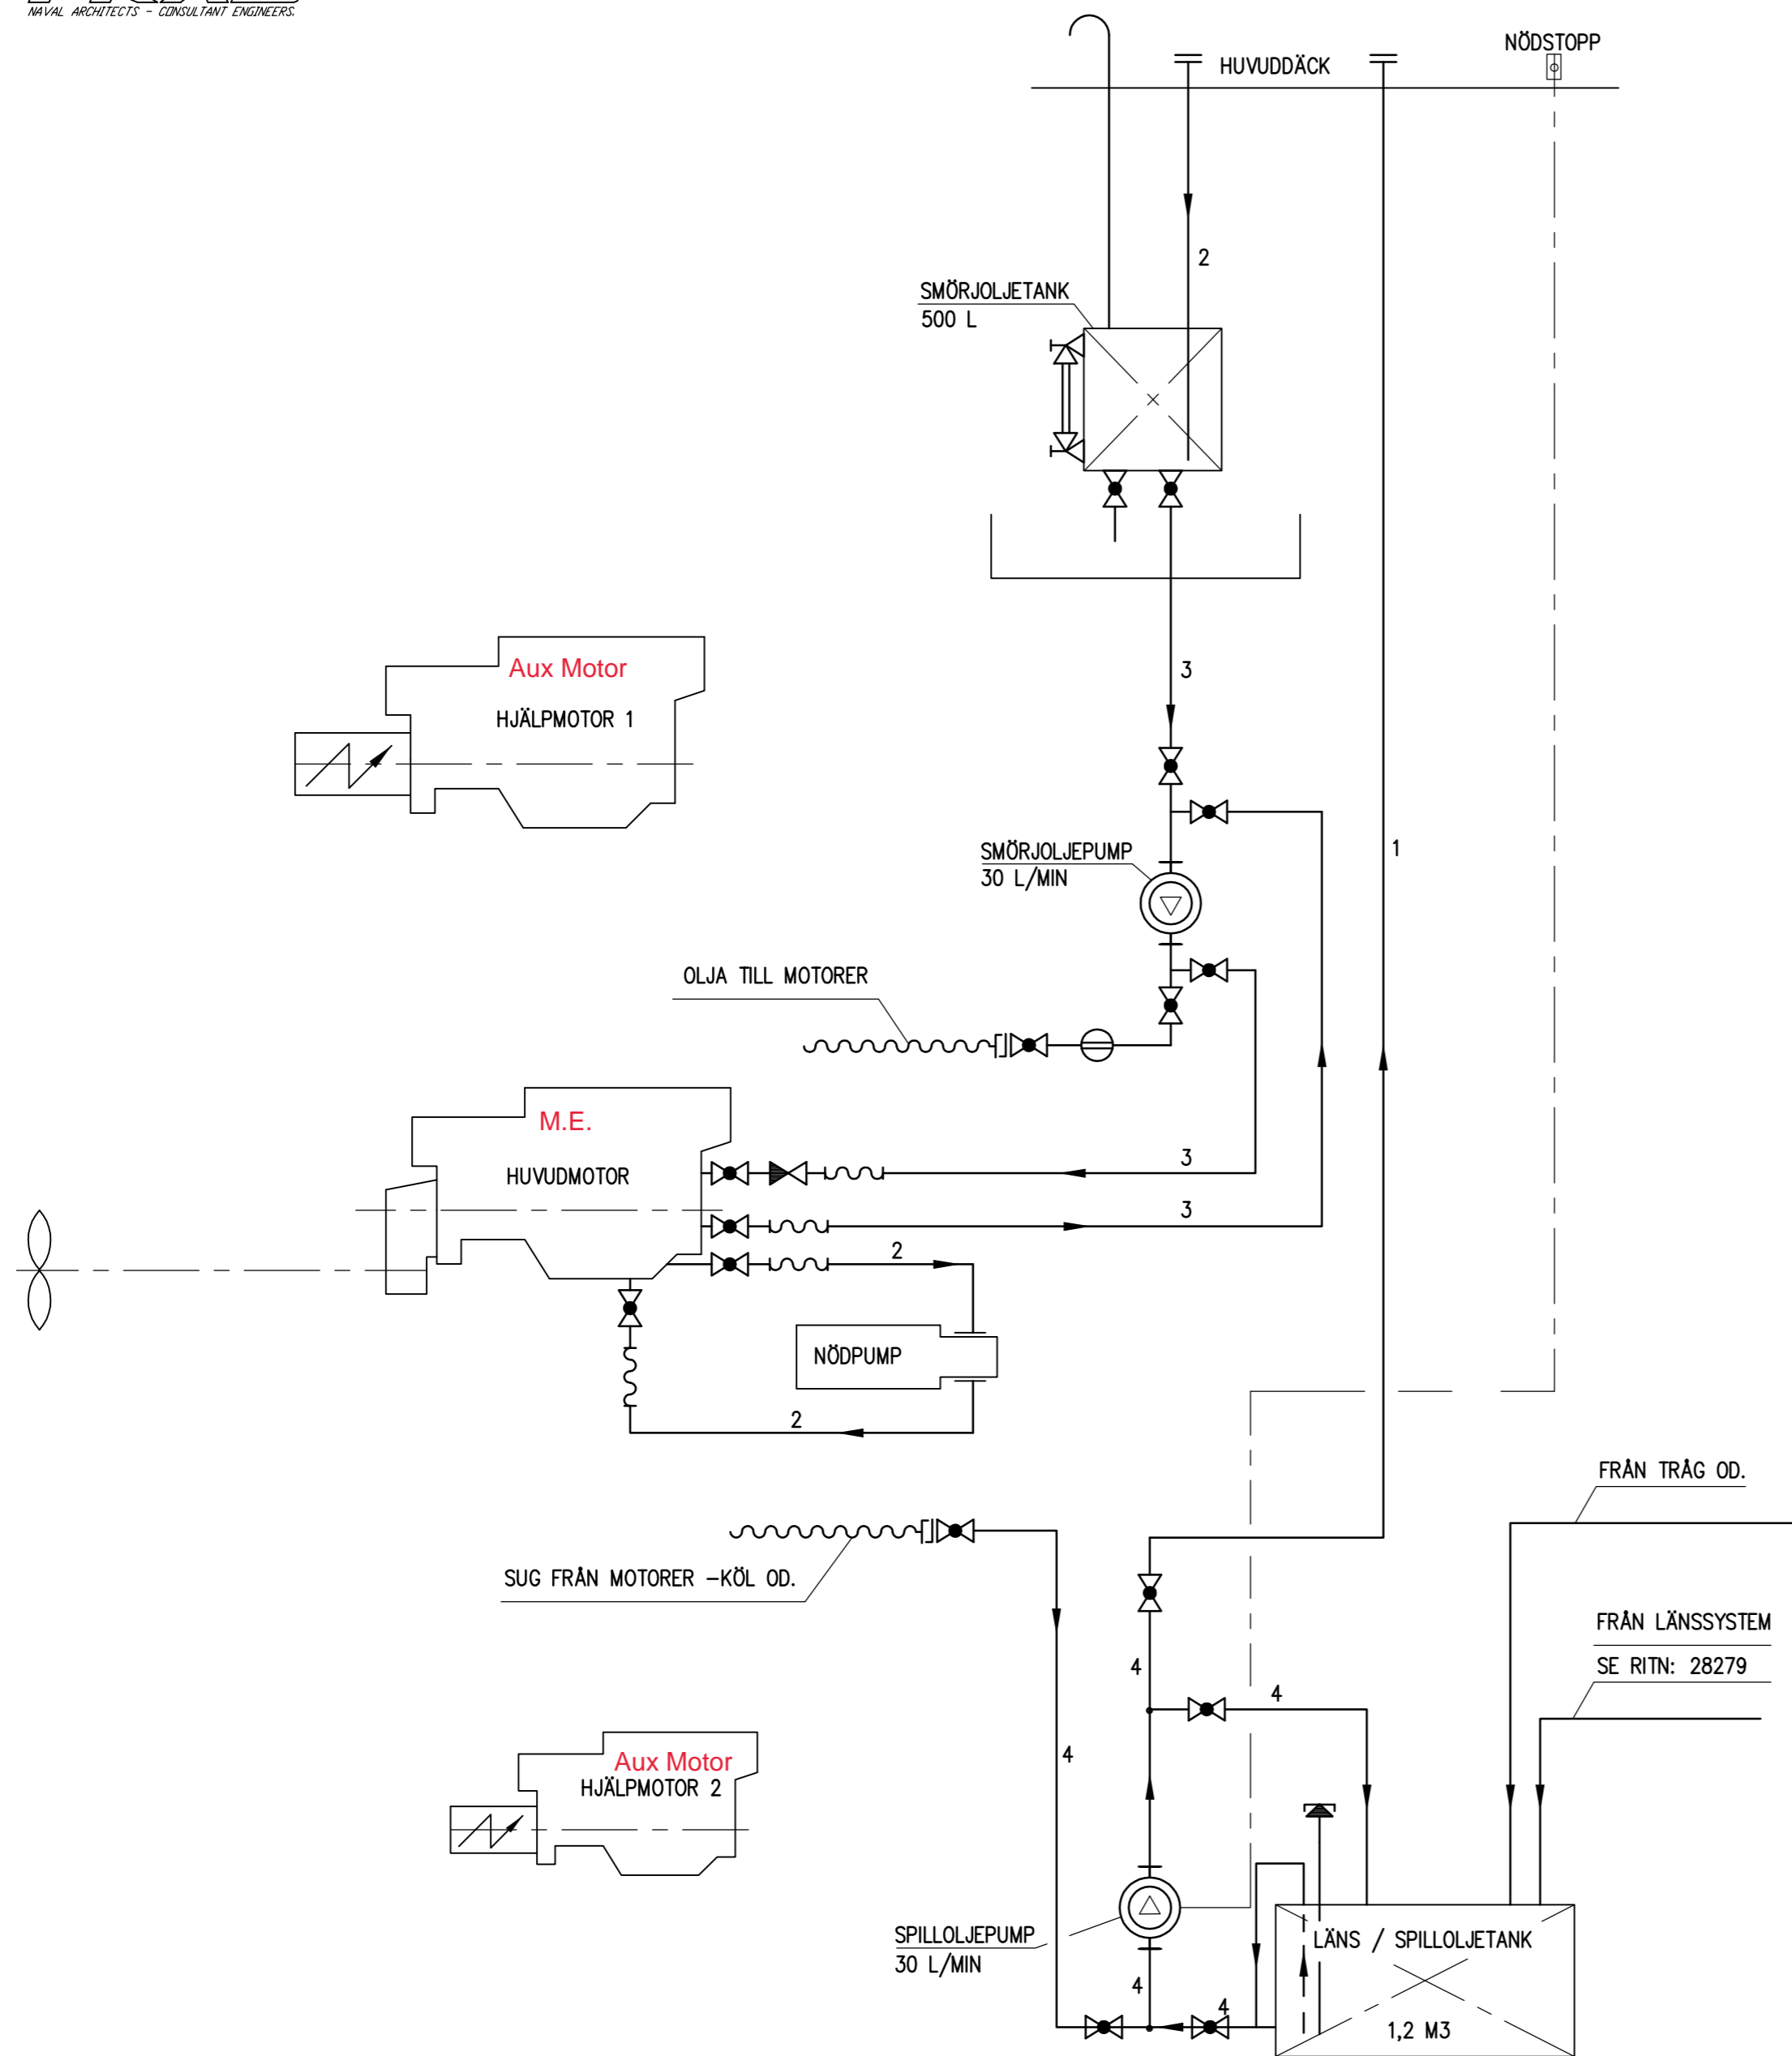 NAVAL ARCHITECTS - CONSULTANT ENGINEERS.
NÖDSTOPP
HUVUDDÄCK
2
SMÖRJOLJETANK
500 L
3
Aux Motor
HJÄLPMOTOR 1
1
SMÖRJOLJEPUMP
30 L/MIN
OLJA TILL MOTORER
M.E.
HUVUDMOTOR
3
3
2
NÖDPUMP
2
FRÅN TRÅG OD.
SUG FRÅN MOTORER -KÖL OD.
FRÅN LÄNSSYSTEM
SE RITN: 28279
4
4
4
Aux Motor
HJÄLPMOTOR 2
SPILLOLJEPUMP
30 L/MIN
LÄNS / SPILLOLJETANK
4
4
1,2 M3